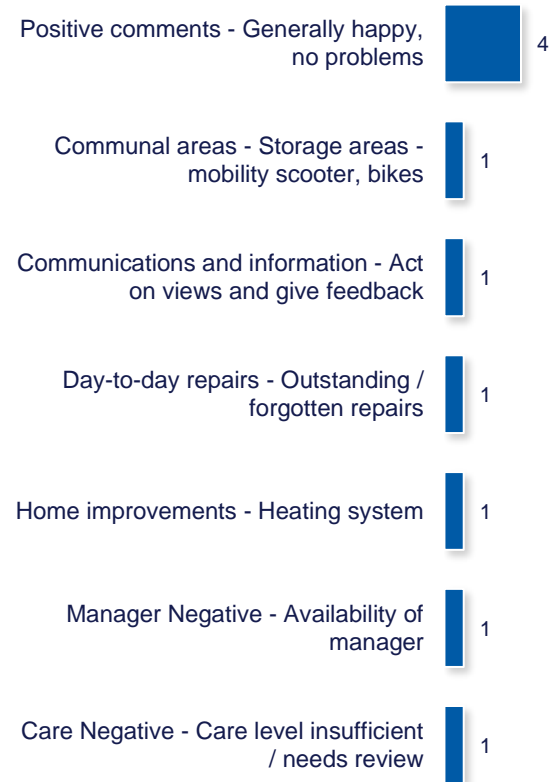 Positive comments - Generally happy,
no problems
4
Communal areas - Storage areas -
mobility scooter, bikes
1
Communications and information - Act
on views and give feedback
1
Day-to-day repairs - Outstanding /
forgotten repairs
1
Home improvements - Heating system
1
Manager Negative - Availability of
manager
1
Care Negative - Care level insufficient
/ needs review
1